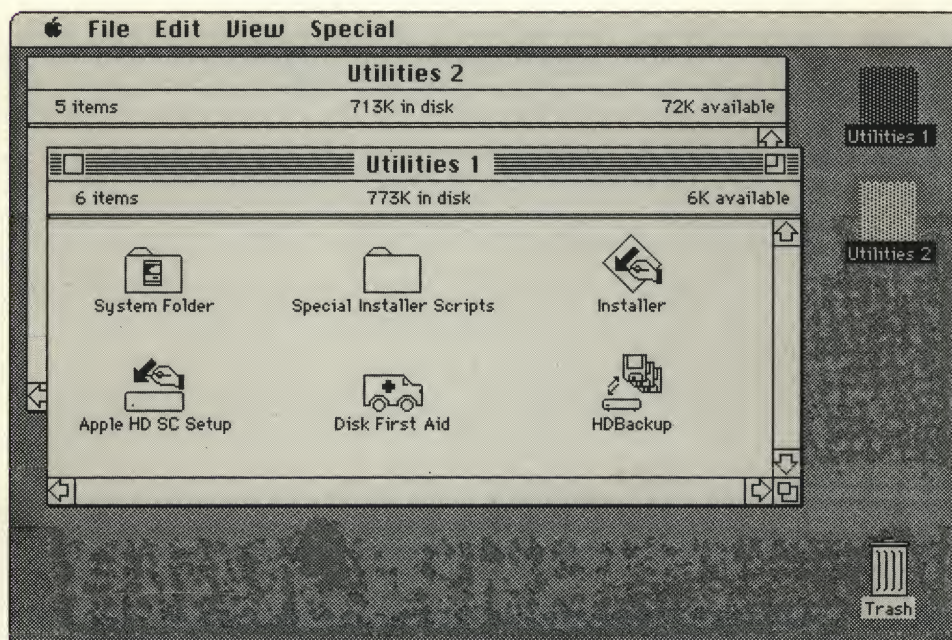 File Edit View Special
Utilities 2
5 items 713K in disk 72K available
Utilities 1
6 items 773K in disk 6K available
System Folder Special Installer Scripts Installer
Apple HD SC Setup Disk First Aid HDBackup
Utilities 1
Utilities 2
Trash